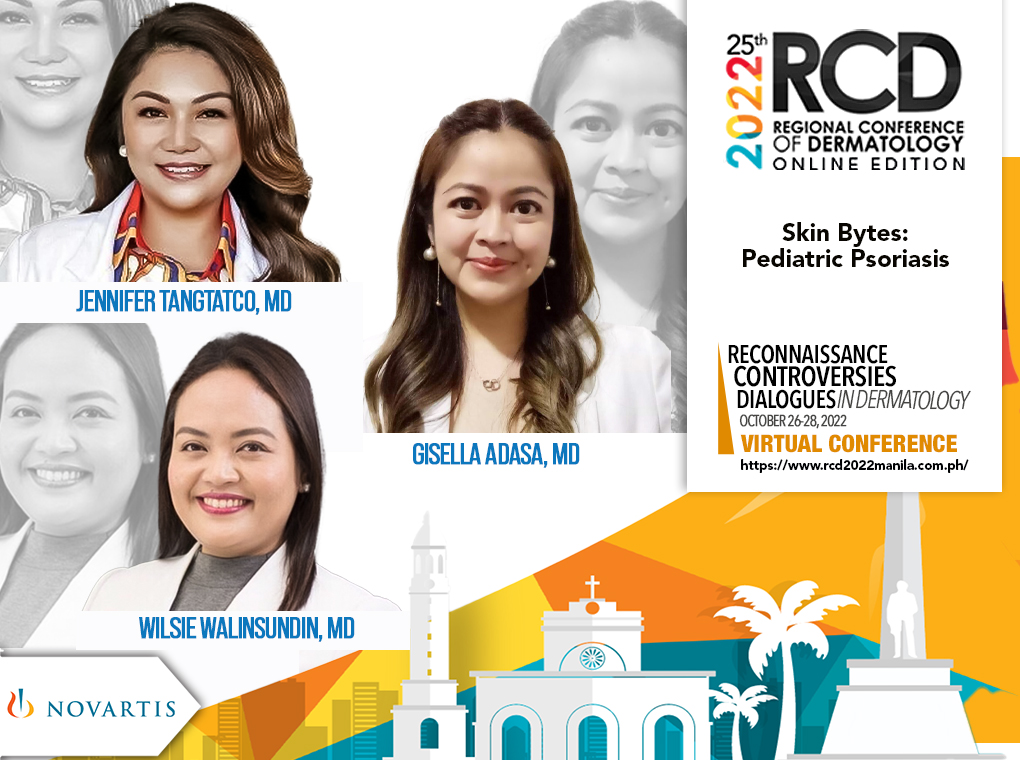 JENNIFER TANGTATCO, MD
GISELLA ADASA, MD
WILSIE WALINSUNDIN, MD
NOVARTIS
25th
2022
RCD
REGIONAL CONFERENCE
OF DERMATOLOGY
ONLINE EDITION
Skin Bytes:
Pediatric Psoriasis
RECONNAISSANCE
CONTROVERSIES
DIALOGUES IN DERMATOLOGY
OCTOBER 26-28, 2022
VIRTUAL CONFERENCE
https://www.rcd2022manila.com.ph/